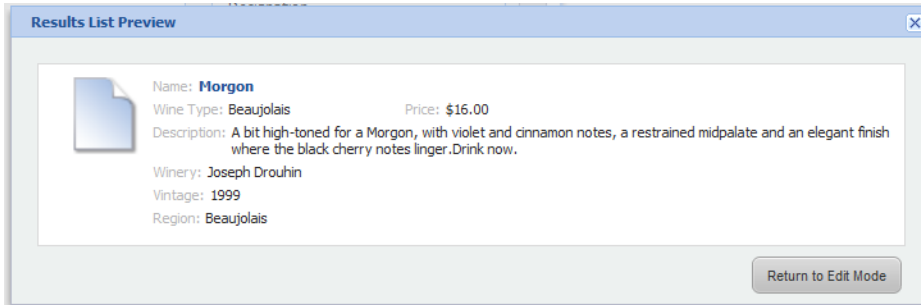 Designation
Results List Preview
Name: Morgon
Wine Type: Beaujolais Price: $16.00
Description: A bit high-toned for a Morgon, with violet and cinnamon notes, a restrained midpalate and an elegant finish
where the black cherry notes linger.Drink now.
Winery: Joseph Drouhin
Vintage: 1999
Region: Beaujolais
Return to Edit Mode